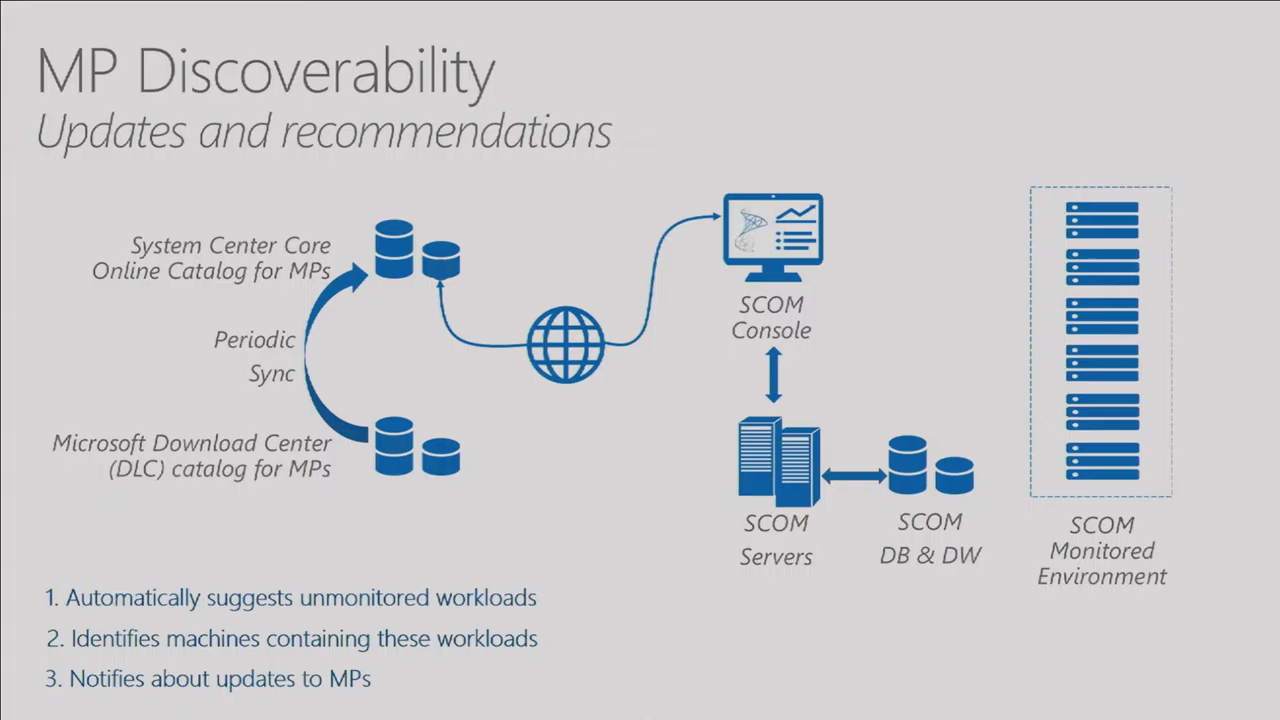 MP Discoverability
Updates and recommendations
System Center Core
Online Catalog for MPs
Periodic
Sync
Microsoft Download Center
(DLC) catalog for MPs
SCOM
Console
SCOM
Servers
SCOM
DB & DW
SCOM
Monitored
Environment
1. Automatically suggests unmonitored workloads
2. Identifies machines containing these workloads
3. Notifies about updates to MPs